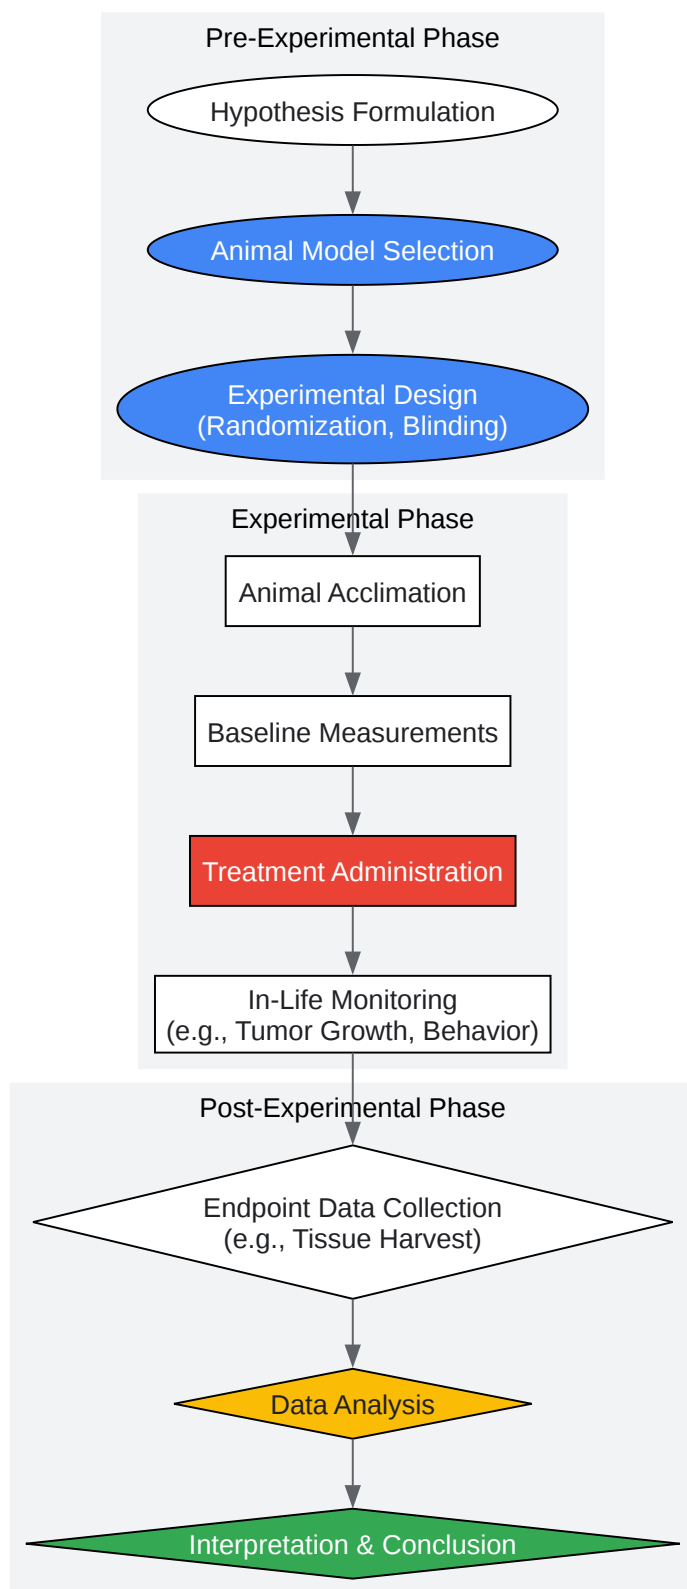 Pre-Experimental Phase
Hypothesis Formulation
Animal Model Selection
Experimental Design
(Randomization, Blinding)
Experimental Phase
Animal Acclimation
Baseline Measurements
Treatment Administration
In-Life Monitoring
(e.g., Tumor Growth, Behavior)
Post-Experimental Phase
Endpoint Data Collection
(e.g., Tissue Harvest)
Data Analysis
Interpretation & Conclusion